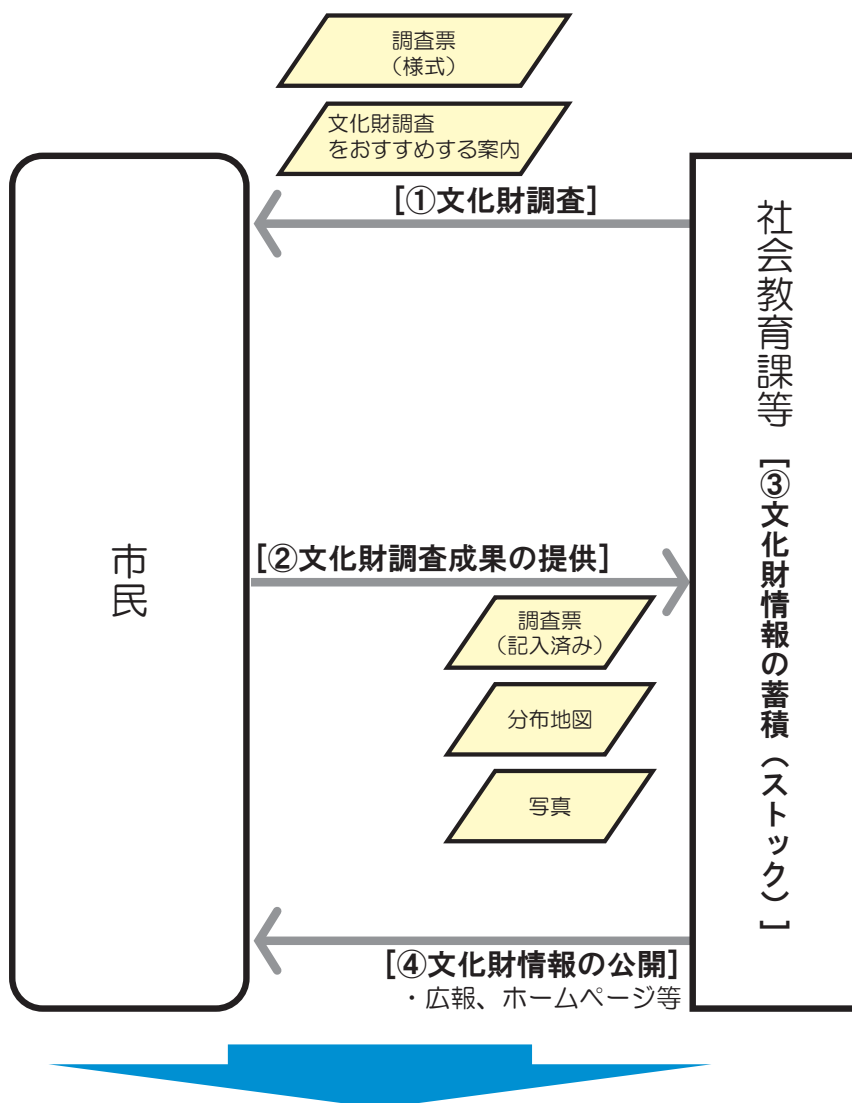 調査票
（様式）
文化財調査
をおすすめする案内
[①文化財調査]
市民
社会教育課等
[③文化財情報の蓄積（ストック）]
[②文化財調査成果の提供]
調査票
（記入済み）
分布地図
写真
[④文化財情報の公開]
・広報、ホームページ等